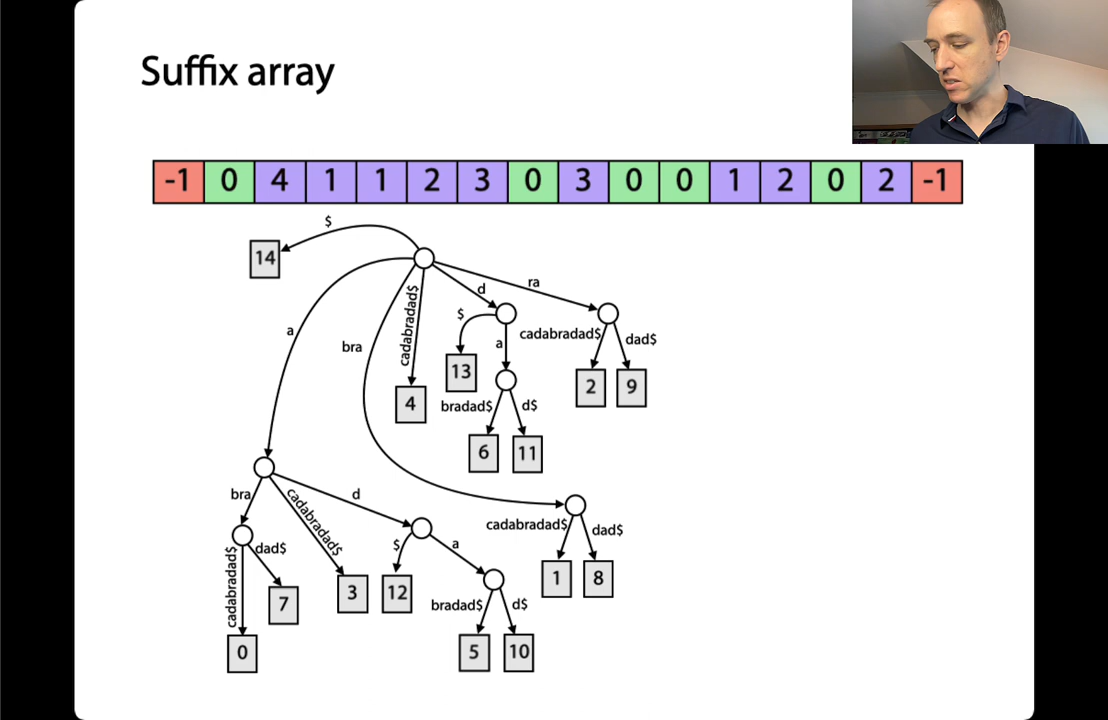 Suffix array
-1 0 4 1 1 2 3 0 3 0 0 1 2 0 2 -1
$
14
ra
d
cadabradad$
$
a
cadabradad$
dad$
a
bra
13
2
9
4
bradad$
d$
6
11
bra
cadabradad$
d
cadabradad$
dad$
$
a
cadabradad$
dad$
1
8
3
12
7
bradad$
d$
0
5
10